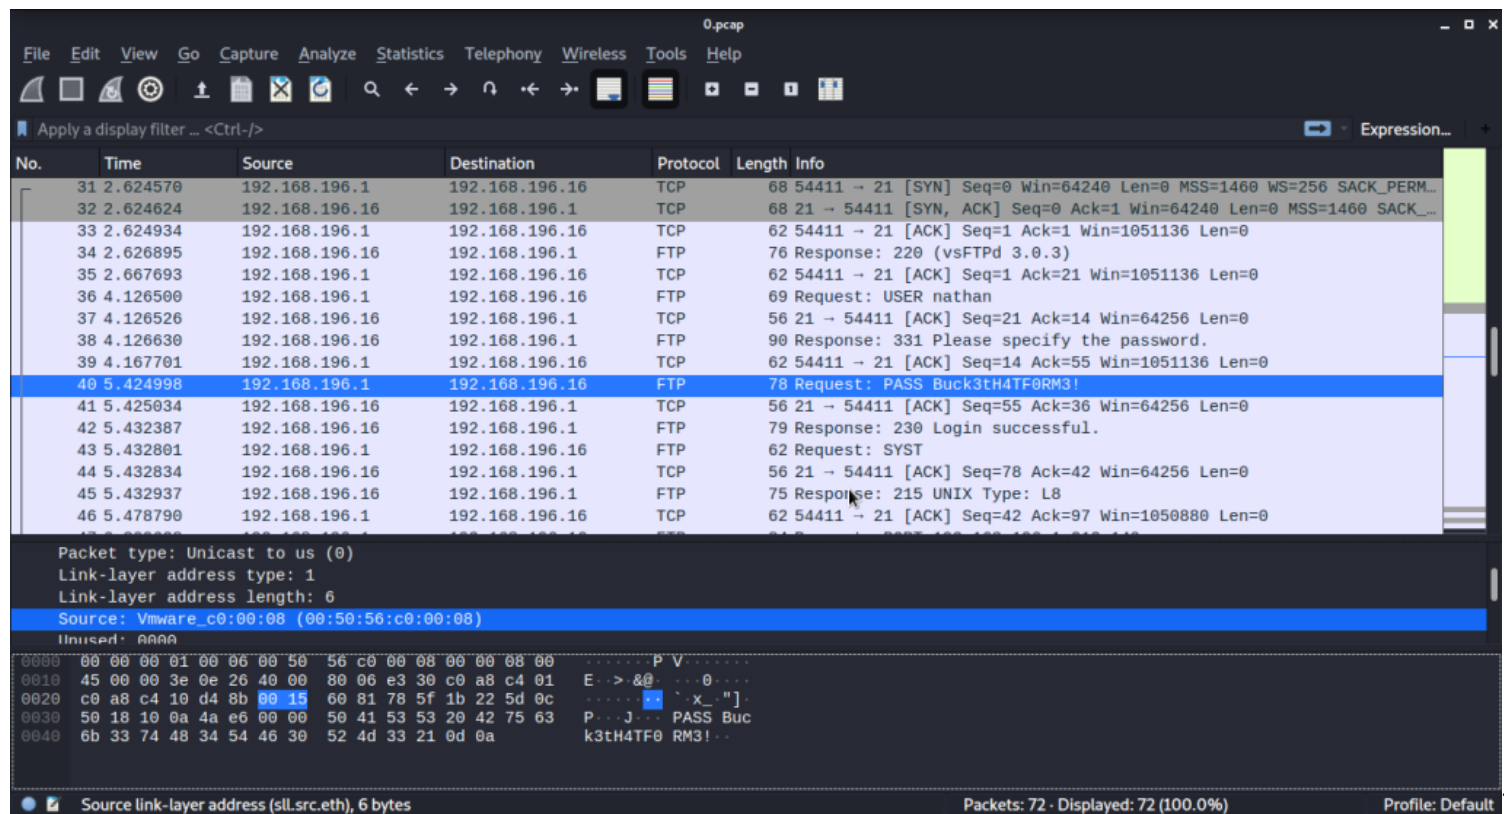 0.pcap
File Edit View Go Capture Analyze Statistics Telephony Wireless Tools Help
Apply a display filter ... <Ctrl-/> Expression... +
No. Time Source Destination Protocol Length Info
31 2.624570 192.168.196.1 192.168.196.16 TCP 68 54411 → 21 [SYN] Seq=0 Win=64240 Len=0 MSS=1460 WS=256 SACK_PERM…
32 2.624624 192.168.196.16 192.168.196.1 TCP 68 21 → 54411 [SYN, ACK] Seq=0 Ack=1 Win=64240 Len=0 MSS=1460 SACK_…
33 2.624934 192.168.196.1 192.168.196.16 TCP 62 54411 → 21 [ACK] Seq=1 Ack=1 Win=1051136 Len=0
34 2.626895 192.168.196.16 192.168.196.1 FTP 76 Response: 220 (vsFTPd 3.0.3)
35 2.667693 192.168.196.1 192.168.196.16 TCP 62 54411 → 21 [ACK] Seq=1 Ack=21 Win=1051136 Len=0
36 4.126500 192.168.196.1 192.168.196.16 FTP 69 Request: USER nathan
37 4.126526 192.168.196.16 192.168.196.1 TCP 56 21 → 54411 [ACK] Seq=21 Ack=14 Win=64256 Len=0
38 4.126630 192.168.196.16 192.168.196.1 FTP 90 Response: 331 Please specify the password.
39 4.167701 192.168.196.1 192.168.196.16 TCP 62 54411 → 21 [ACK] Seq=14 Ack=55 Win=1051136 Len=0
40 5.424998 192.168.196.1 192.168.196.16 FTP 78 Request: PASS Buck3tH4TF0RM3!
41 5.425034 192.168.196.16 192.168.196.1 TCP 56 21 → 54411 [ACK] Seq=55 Ack=36 Win=64256 Len=0
42 5.432387 192.168.196.16 192.168.196.1 FTP 79 Response: 230 Login successful.
43 5.432801 192.168.196.1 192.168.196.16 FTP 62 Request: SYST
44 5.432834 192.168.196.16 192.168.196.1 TCP 56 21 → 54411 [ACK] Seq=78 Ack=42 Win=64256 Len=0
45 5.432937 192.168.196.16 192.168.196.1 FTP 75 Response: 215 UNIX Type: L8
46 5.478790 192.168.196.1 192.168.196.16 TCP 62 54411 → 21 [ACK] Seq=42 Ack=97 Win=1050880 Len=0
Packet type: Unicast to us (0)
Link-layer address type: 1
Link-layer address length: 6
Source: Vmware_c0:00:08 (00:50:56:c0:00:08)
Unused: 0000
0000 00 00 00 01 00 06 00 50 56 c0 00 08 00 00 08 00 ·······P V·······
0010 45 00 00 3e 0e 26 40 00 80 06 e3 30 c0 a8 c4 01 E··>·&@· ···0····
0020 c0 a8 c4 10 d4 8b 00 15 60 81 78 5f 1b 22 5d 0c ········ `·x_·"]·
0030 50 18 10 0a 4a e6 00 00 50 41 53 53 20 42 75 63 P···J··· PASS Buc
0040 6b 33 74 48 34 54 46 30 52 4d 33 21 0d 0a k3tH4TF0 RM3!··
Source link-layer address (sll.src.eth), 6 bytes Packets: 72 · Displayed: 72 (100.0%) Profile: Default